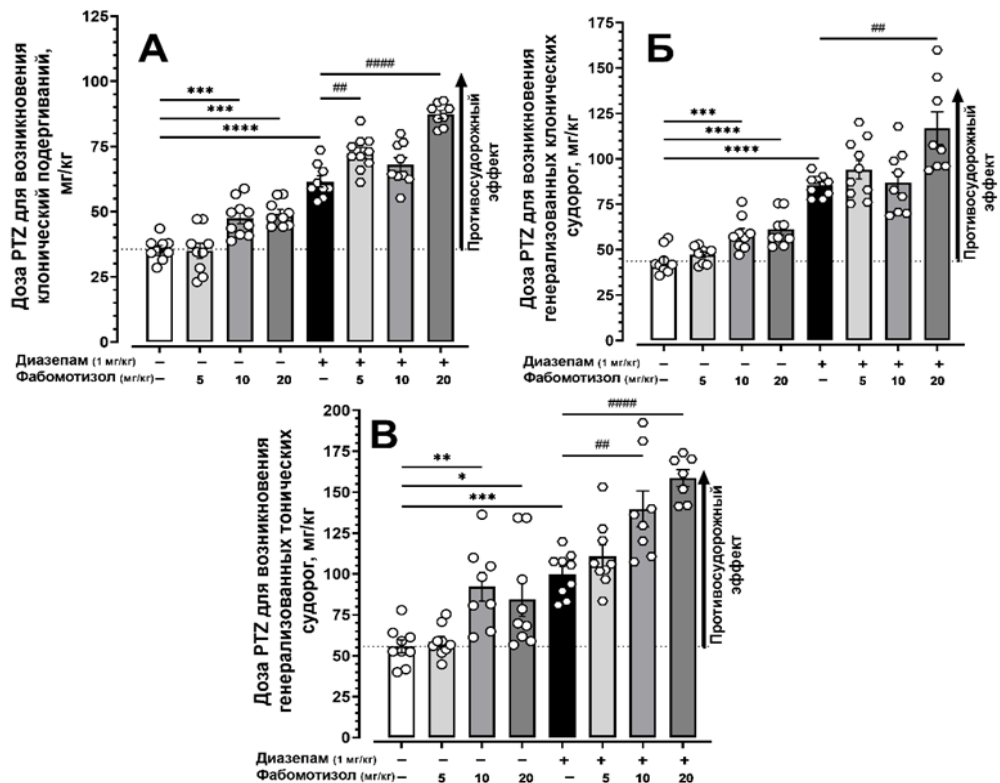 А
Доза PTZ для возникновения
клонический подергиваний,
мг/кг
125
100
75
50
25
0
***
***
****
##
####
Противосудорожный
эффект
Диазепам (1 мг/кг) – – – – + + + +
Фабомотизол (мг/кг) – 5 10 20 – 5 10 20
Б
Доза PTZ для возникновения
генерализованных клонических
судорог, мг/кг
175
150
125
100
75
50
25
0
***
****
****
##
Противосудорожный
эффект
Диазепам (1 мг/кг) – – – – + + + +
Фабомотизол (мг/кг) – 5 10 20 – 5 10 20
В
Доза PTZ для возникновения
генерализованных тонических
судорог, мг/кг
200
175
150
125
100
75
50
25
0
**
*
***
##
####
Противосудорожный
эффект
Диазепам (1 мг/кг) – – – – + + + +
Фабомотизол (мг/кг) – 5 10 20 – 5 10 20